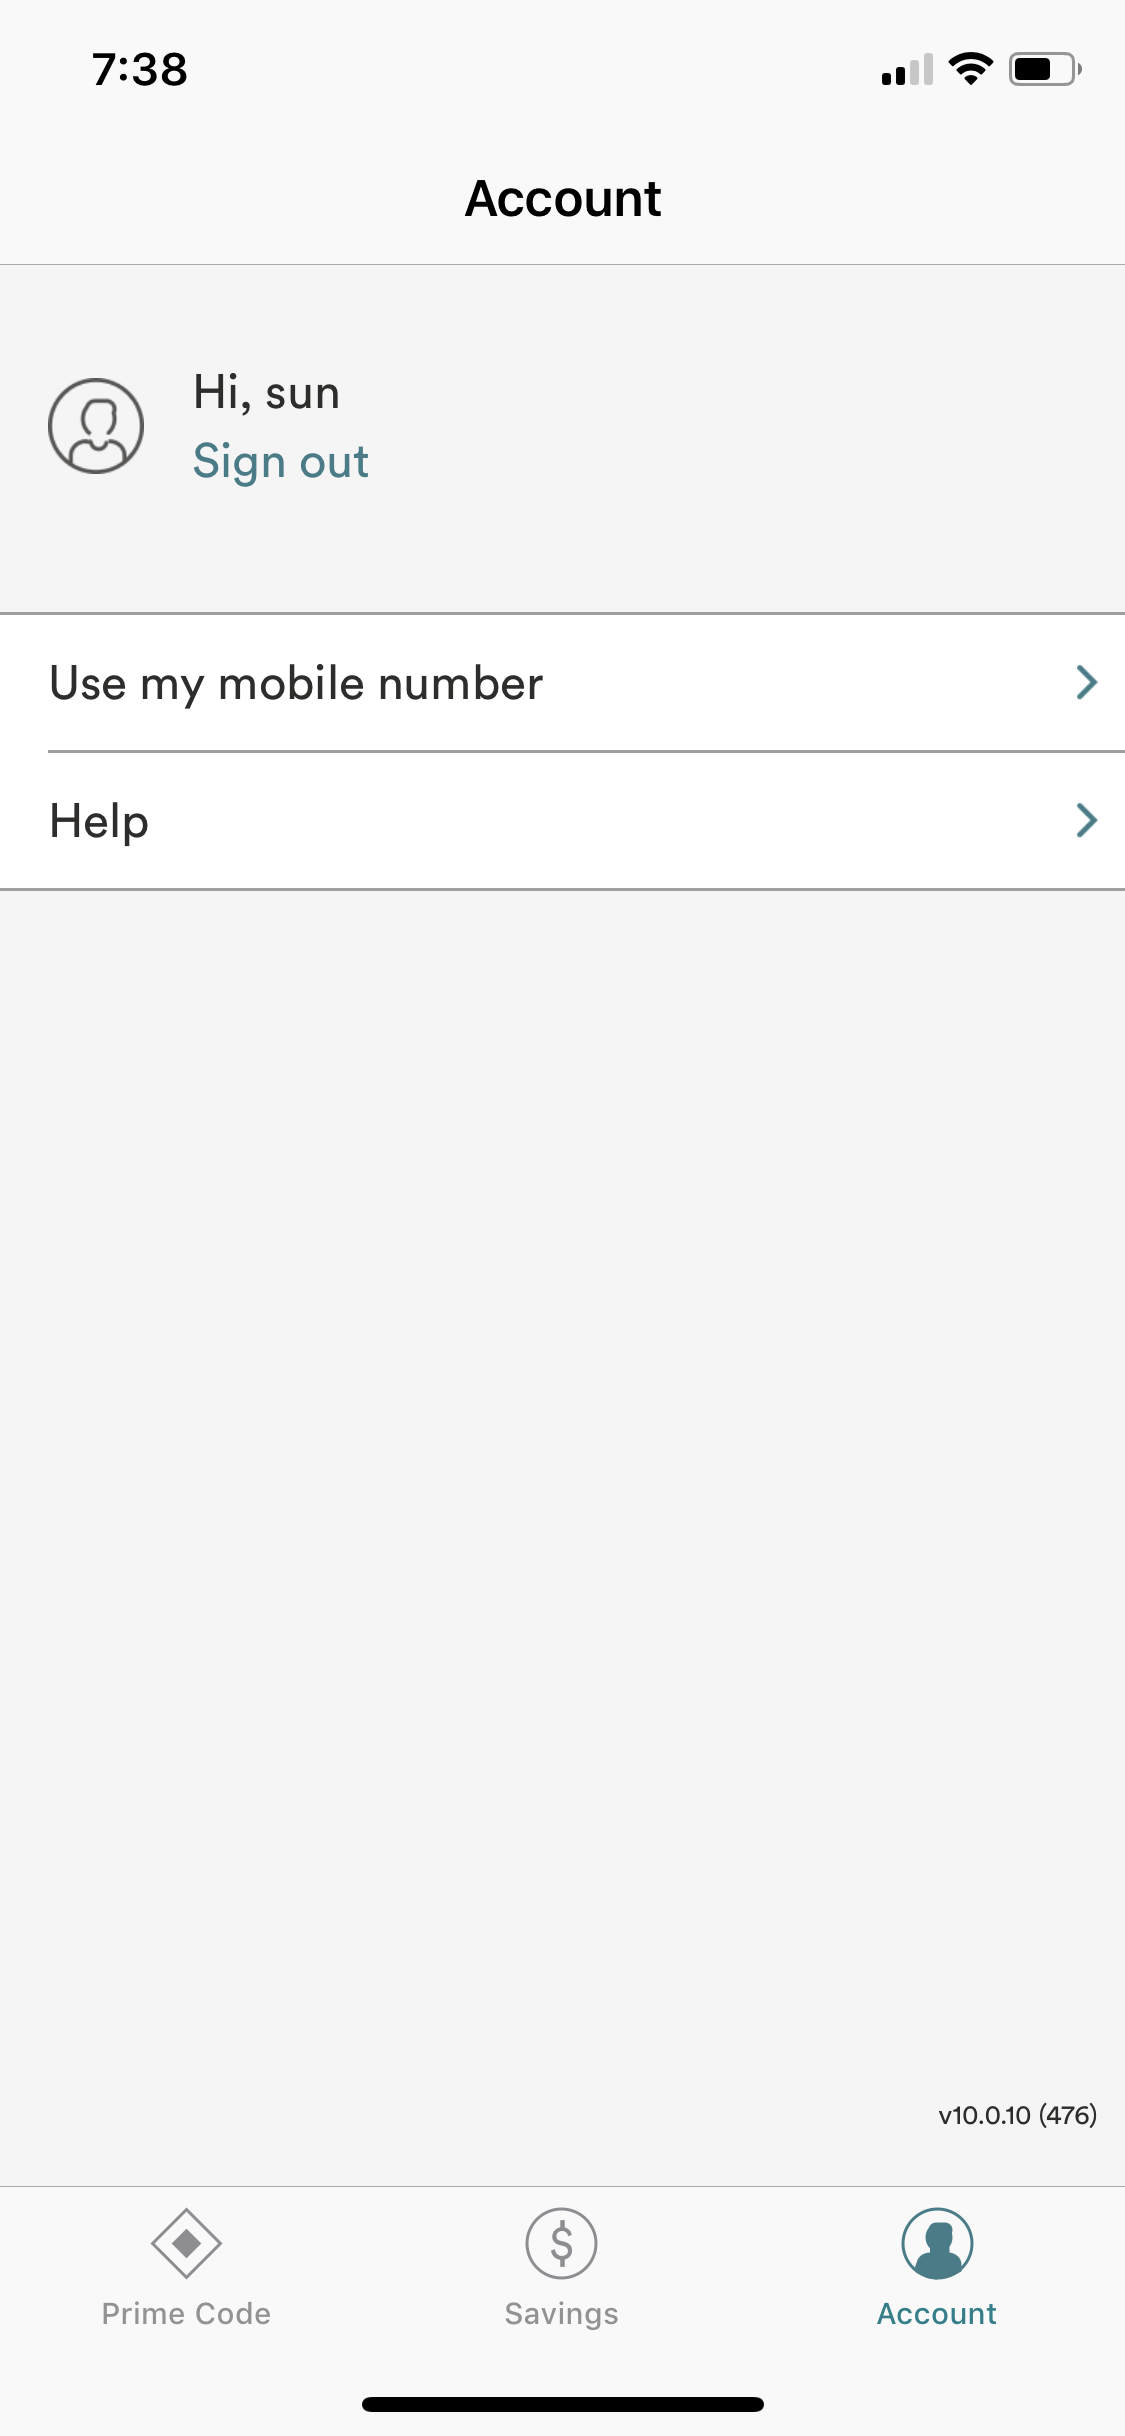 7:38
Account
Hi, sun
Sign out
Use my mobile number
Help
v10.0.10 (476)
Prime Code
Savings
Account